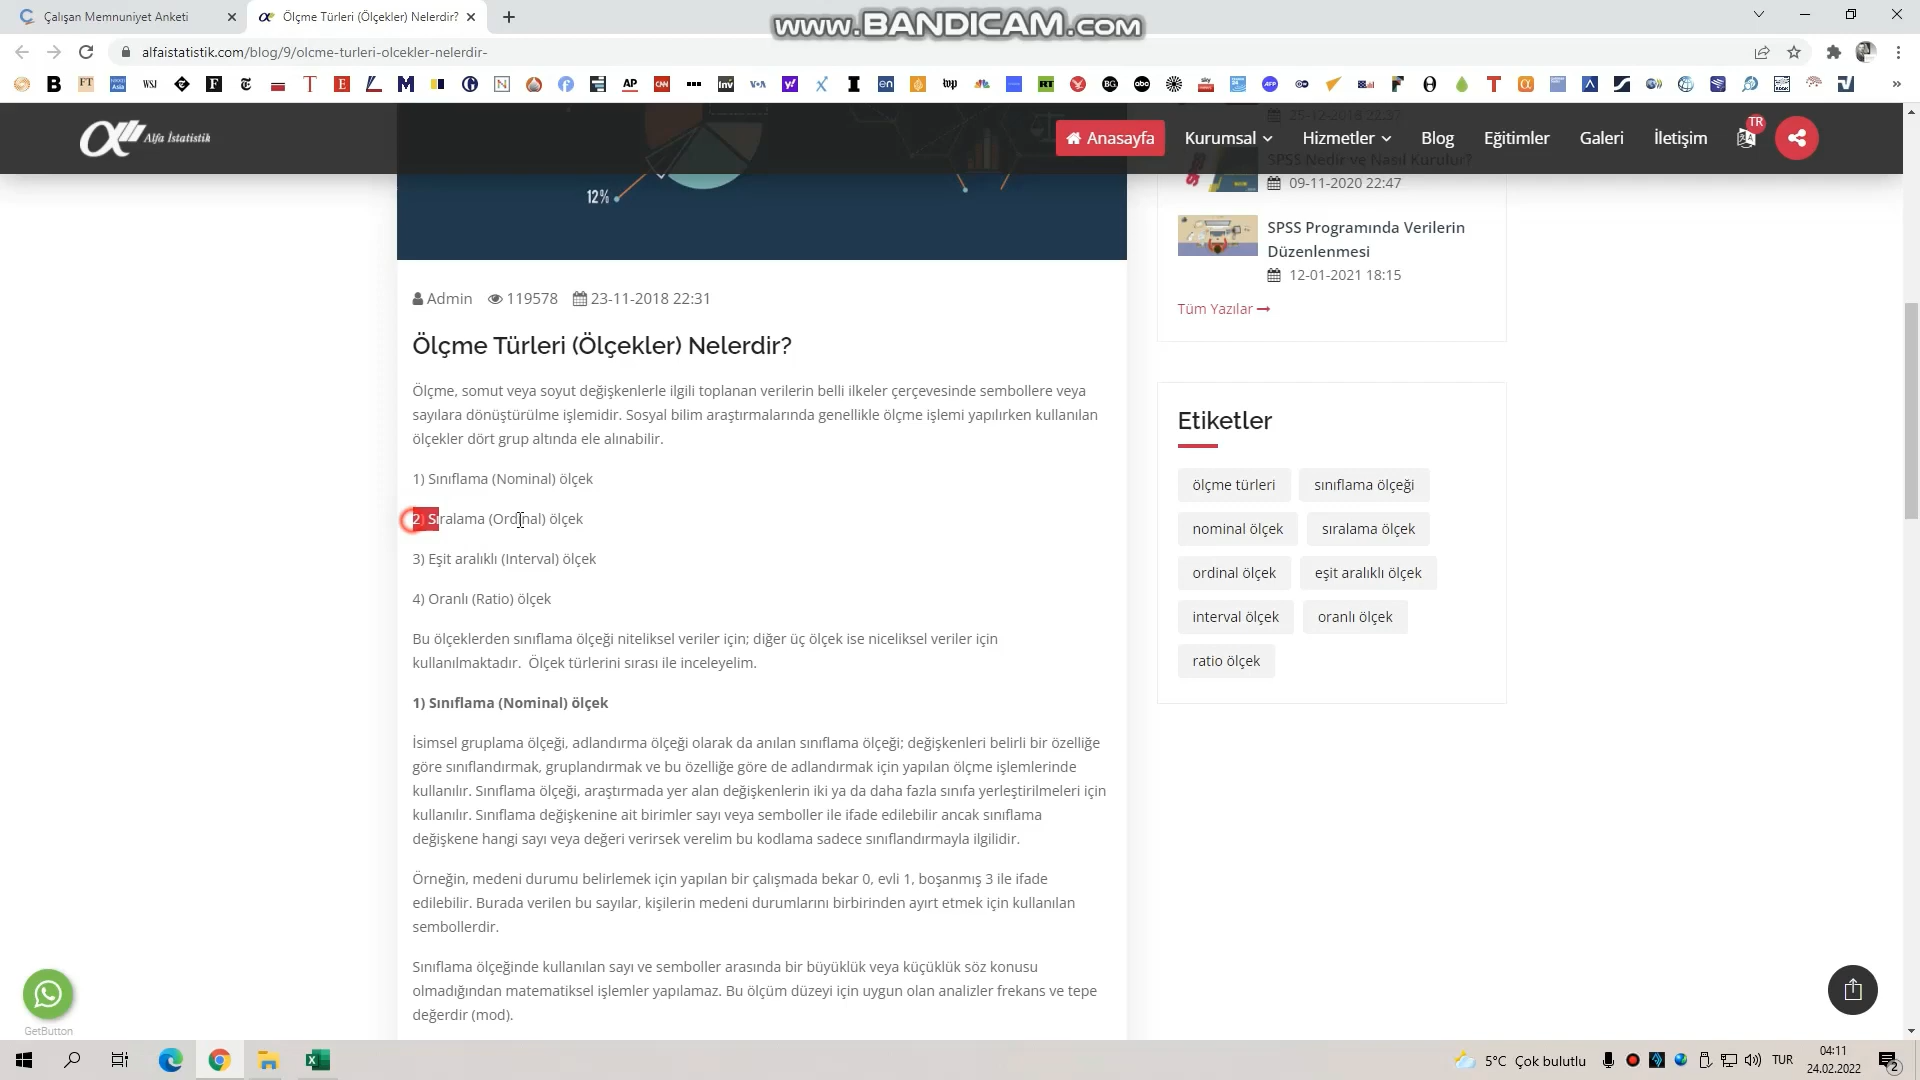 Çalışan Memnuniyet Anketi
Ölçme Türleri (Ölçekler) Nelerdir?
www.BANDICAM.com
alfaistatistik.com/blog/9/olcme-turleri-olcekler-nelerdir-
Alfa İstatistik
Anasayfa
Kurumsal
Hizmetler
Blog
Eğitimler
Galeri
İletişim
TR
12%
25-12-2018 22:37
SPSS Nedir ve Nasıl Kurulur?
09-11-2020 22:47
SPSS Programında Verilerin
Düzenlenmesi
12-01-2021 18:15
Tüm Yazılar
Admin 119578 23-11-2018 22:31
Ölçme Türleri (Ölçekler) Nelerdir?
Ölçme, somut veya soyut değişkenlerle ilgili toplanan verilerin belli ilkeler çerçevesinde sembollere veya
sayılara dönüştürülme işlemidir. Sosyal bilim araştırmalarında genellikle ölçme işlemi yapılırken kullanılan
ölçekler dört grup altında ele alınabilir.
1) Sınıflama (Nominal) ölçek
2) Sıralama (Ordinal) ölçek
3) Eşit aralıklı (Interval) ölçek
4) Oranlı (Ratio) ölçek
Bu ölçeklerden sınıflama ölçeği niteliksel veriler için; diğer üç ölçek ise niceliksel veriler için
kullanılmaktadır.  Ölçek türlerini sırası ile inceleyelim.
1) Sınıflama (Nominal) ölçek
İsimsel gruplama ölçeği, adlandırma ölçeği olarak da anılan sınıflama ölçeği; değişkenleri belirli bir özelliğe
göre sınıflandırmak, gruplandırmak ve bu özelliğe göre de adlandırmak için yapılan ölçme işlemlerinde
kullanılır. Sınıflama ölçeği, araştırmada yer alan değişkenlerin iki ya da daha fazla sınıfa yerleştirilmeleri için
kullanılır. Sınıflama değişkenine ait birimler sayı veya semboller ile ifade edilebilir ancak sınıflama
değişkene hangi sayı veya değeri verirsek verelim bu kodlama sadece sınıflandırmayla ilgilidir.
Örneğin, medeni durumu belirlemek için yapılan bir çalışmada bekar 0, evli 1, boşanmış 3 ile ifade
edilebilir. Burada verilen bu sayılar, kişilerin medeni durumlarını birbirinden ayırt etmek için kullanılan
sembollerdir.
Sınıflama ölçeğinde kullanılan sayı ve semboller arasında bir büyüklük veya küçüklük söz konusu
olmadığından matematiksel işlemler yapılamaz. Bu ölçüm düzeyi için uygun olan analizler frekans ve tepe
değerdir (mod).
Etiketler
ölçme türleri
sınıflama ölçeği
nominal ölçek
sıralama ölçek
ordinal ölçek
eşit aralıklı ölçek
interval ölçek
oranlı ölçek
ratio ölçek
GetButton
5°C Çok bulutlu
TUR
04:11
24.02.2022
2